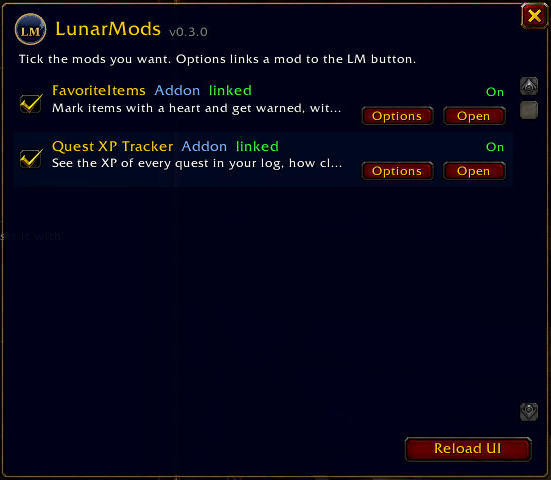 LM LunarMods v0.3.0
Tick the mods you want. Options links a mod to the LM button.
FavoriteItems Addon linked On
Mark items with a heart and get warned, wit...
Options Open
Quest XP Tracker Addon linked On
See the XP of every quest in your log, how cl...
Options Open
it with
Reload UI